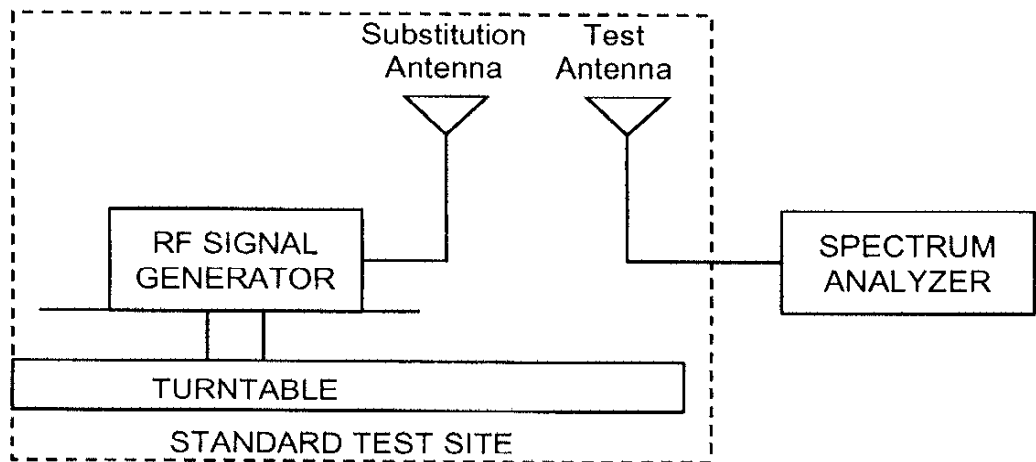 Substitution
Antenna
Test
Antenna
RF SIGNAL
GENERATOR
SPECTRUM
ANALYZER
TURNTABLE
STANDARD TEST SITE